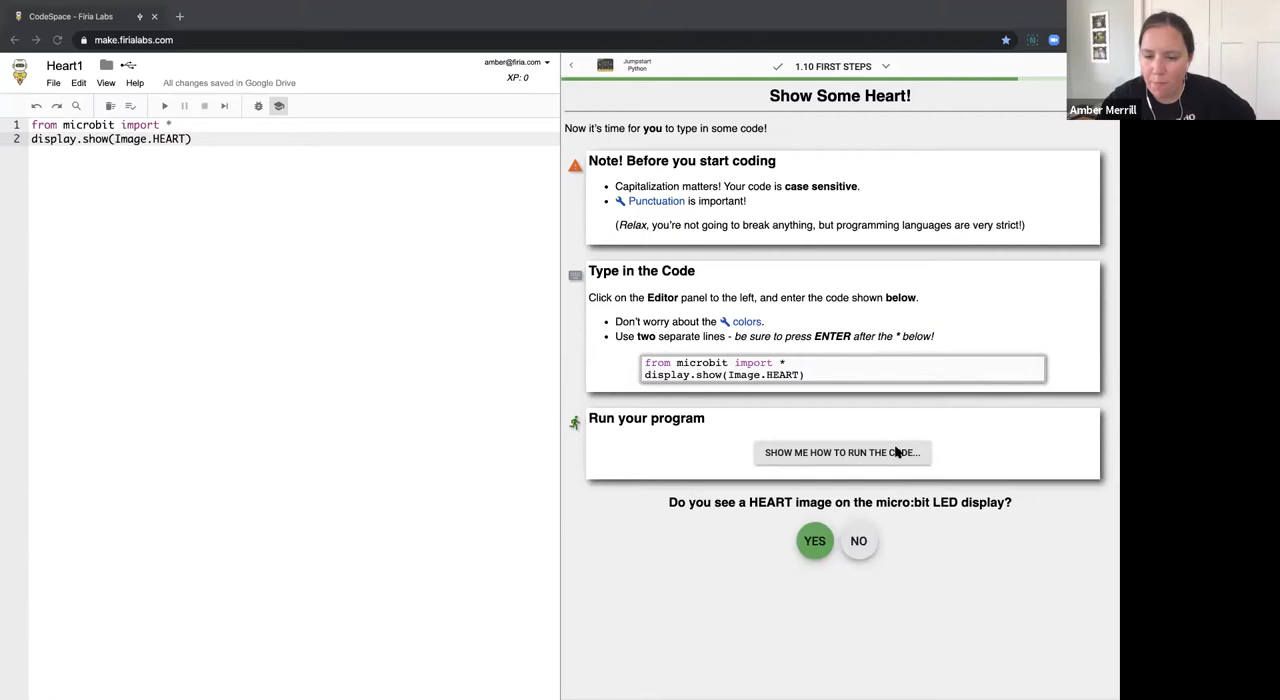 CodeSpace - Firia Labs
make.firialabs.com
Heart1
File Edit View Help All changes saved in Google Drive
amber@firia.com
XP: 0
1 from microbit import *
2 display.show(Image.HEART)
Jumpstart
Python
1.10 FIRST STEPS
Show Some Heart!
Now it's time for you to type in some code!
Note! Before you start coding
• Capitalization matters! Your code is case sensitive.
• Punctuation is important!
(Relax, you're not going to break anything, but programming languages are very strict!)
Type in the Code
Click on the Editor panel to the left, and enter the code shown below.
• Don't worry about the colors.
• Use two separate lines - be sure to press ENTER after the * below!
from microbit import *
display.show(Image.HEART)
Run your program
SHOW ME HOW TO RUN THE CODE...
Do you see a HEART image on the micro:bit LED display?
YES NO
Amber Merrill